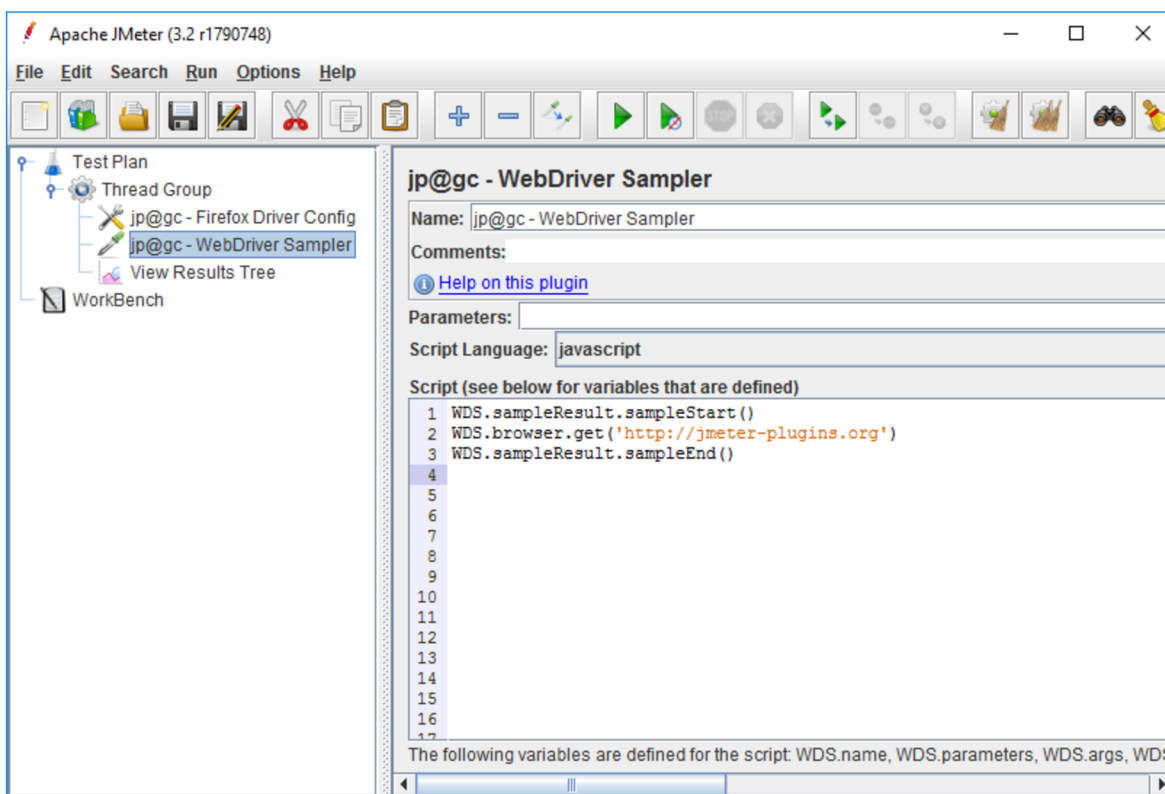 Apache JMeter (3.2 r1790748)
File Edit Search Run Options Help
STOP
Test Plan
Thread Group
jp@gc - Firefox Driver Config
jp@gc - WebDriver Sampler
View Results Tree
WorkBench
jp@gc - WebDriver Sampler
Name: jp@gc - WebDriver Sampler
Comments:
Help on this plugin
Parameters:
Script Language: javascript
Script (see below for variables that are defined)
1 WDS.sampleResult.sampleStart()
2 WDS.browser.get('http://jmeter-plugins.org')
3 WDS.sampleResult.sampleEnd()
4
5
6
7
8
9
10
11
12
13
14
15
16
17
The following variables are defined for the script: WDS.name, WDS.parameters, WDS.args, WDS